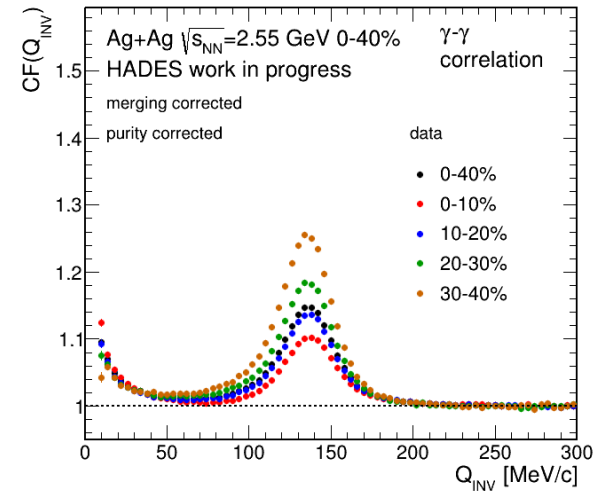 Ag+Ag √s_NN=2.55 GeV 0-40%
HADES work in progress
γ-γ
correlation
merging corrected
purity corrected
data
0-40%
0-10%
10-20%
20-30%
30-40%
CF(Q_INV)
1.5
1.4
1.3
1.2
1.1
1
0 50 100 150 200 250 300
Q_INV [MeV/c]